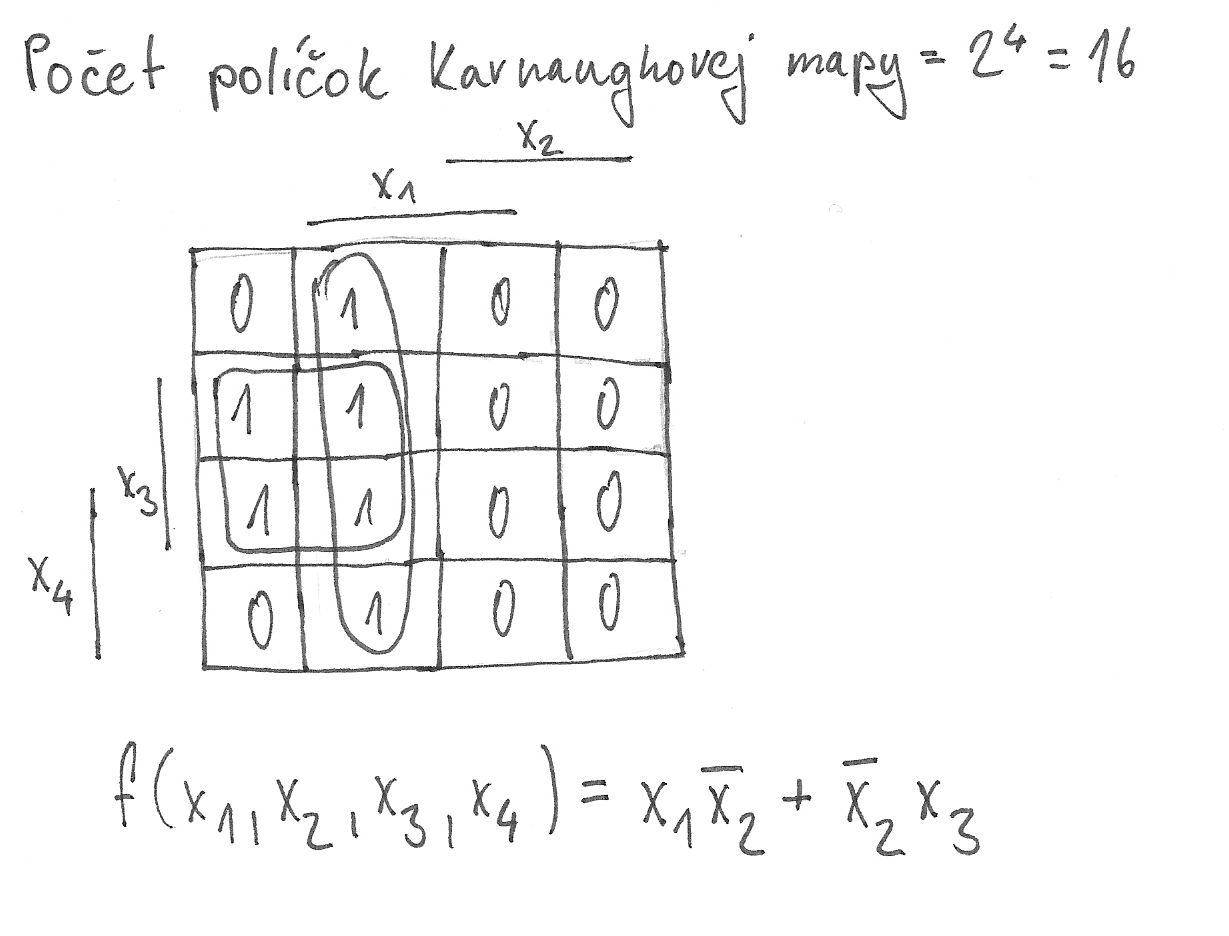 Počet políčok Karnaughovej mapy = 2⁴ = 16
x₂
x₁
0 1 0 0
1 1 0 0
x₃
1 1 0 0
x₄
0 1 0 0
f(x₁, x₂, x₃, x₄) = x₁x̅₂ + x̅₂x₃